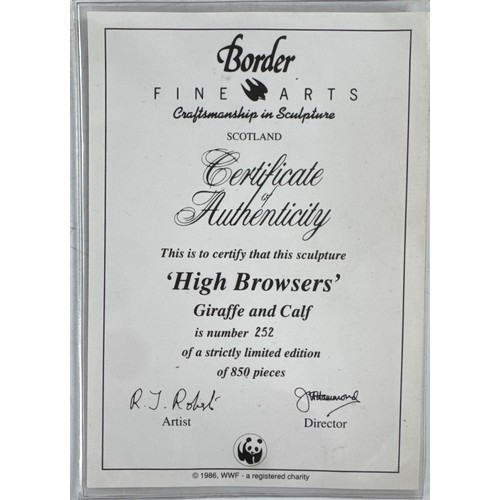 Border
FINE ARTS
Craftsmanship in Sculpture
SCOTLAND
Certificate
of
Authenticity
This is to certify that this sculpture
‘High Browsers’
Giraffe and Calf
is number 252
of a strictly limited edition
of 850 pieces
R. J. Robert
J Hammond
Artist Director
© 1986, WWF - a registered charity